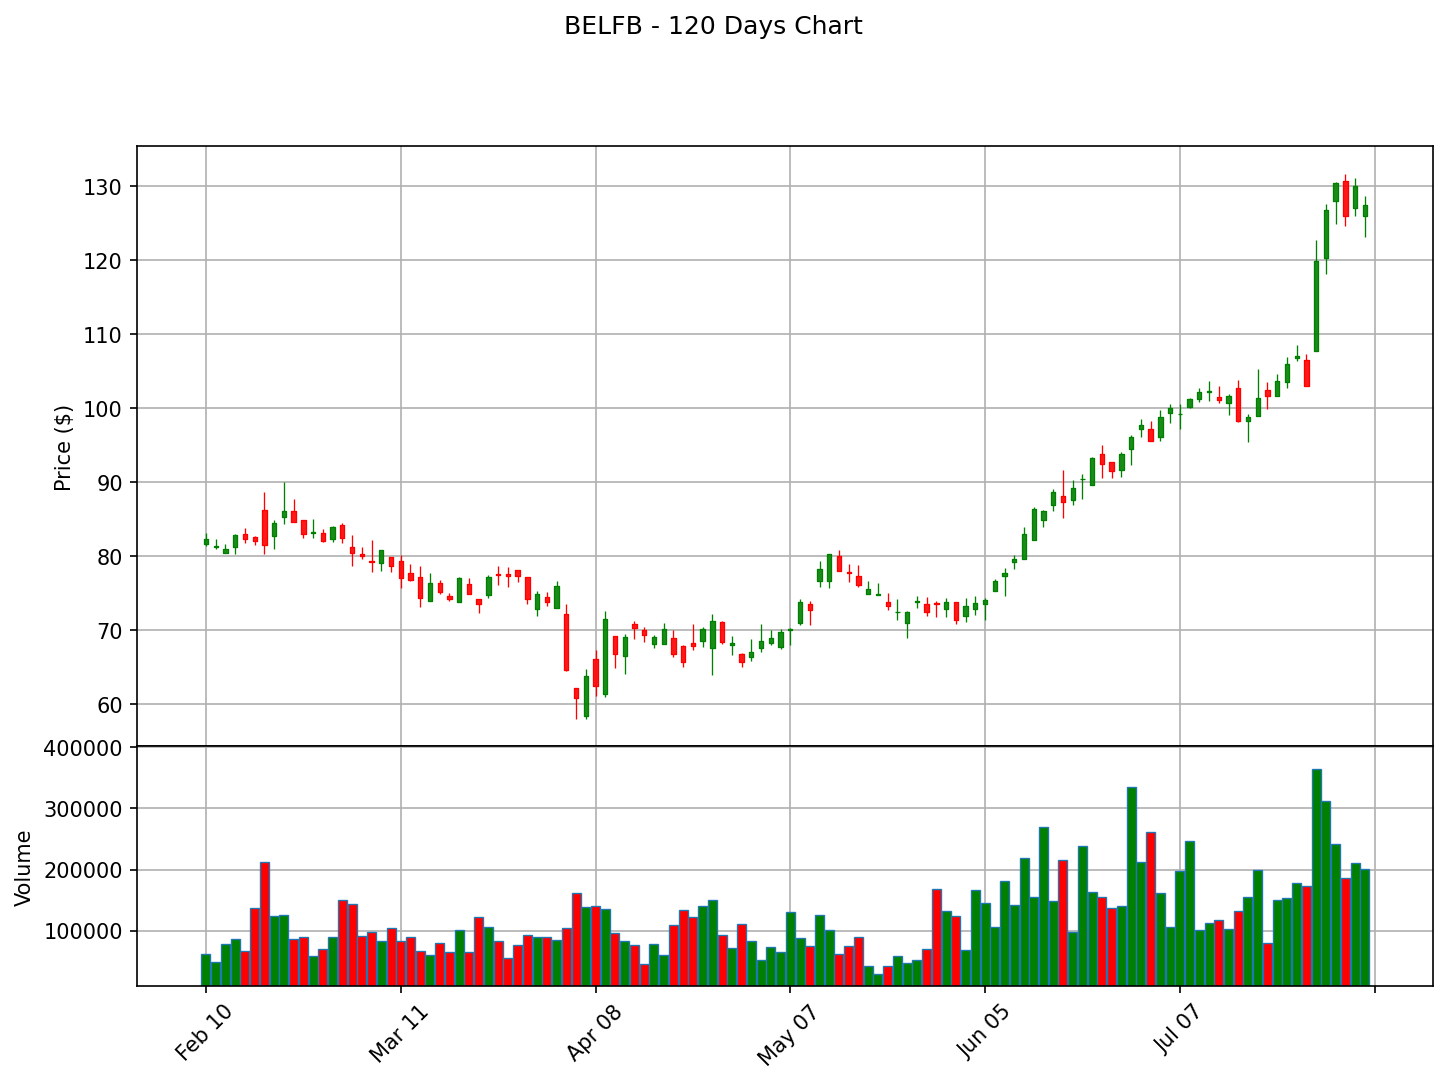 BELFB - 120 Days Chart
Price ($)
130
120
110
100
90
80
70
60
Volume
400000
300000
200000
100000
Feb 10
Mar 11
Apr 08
May 07
Jun 05
Jul 07